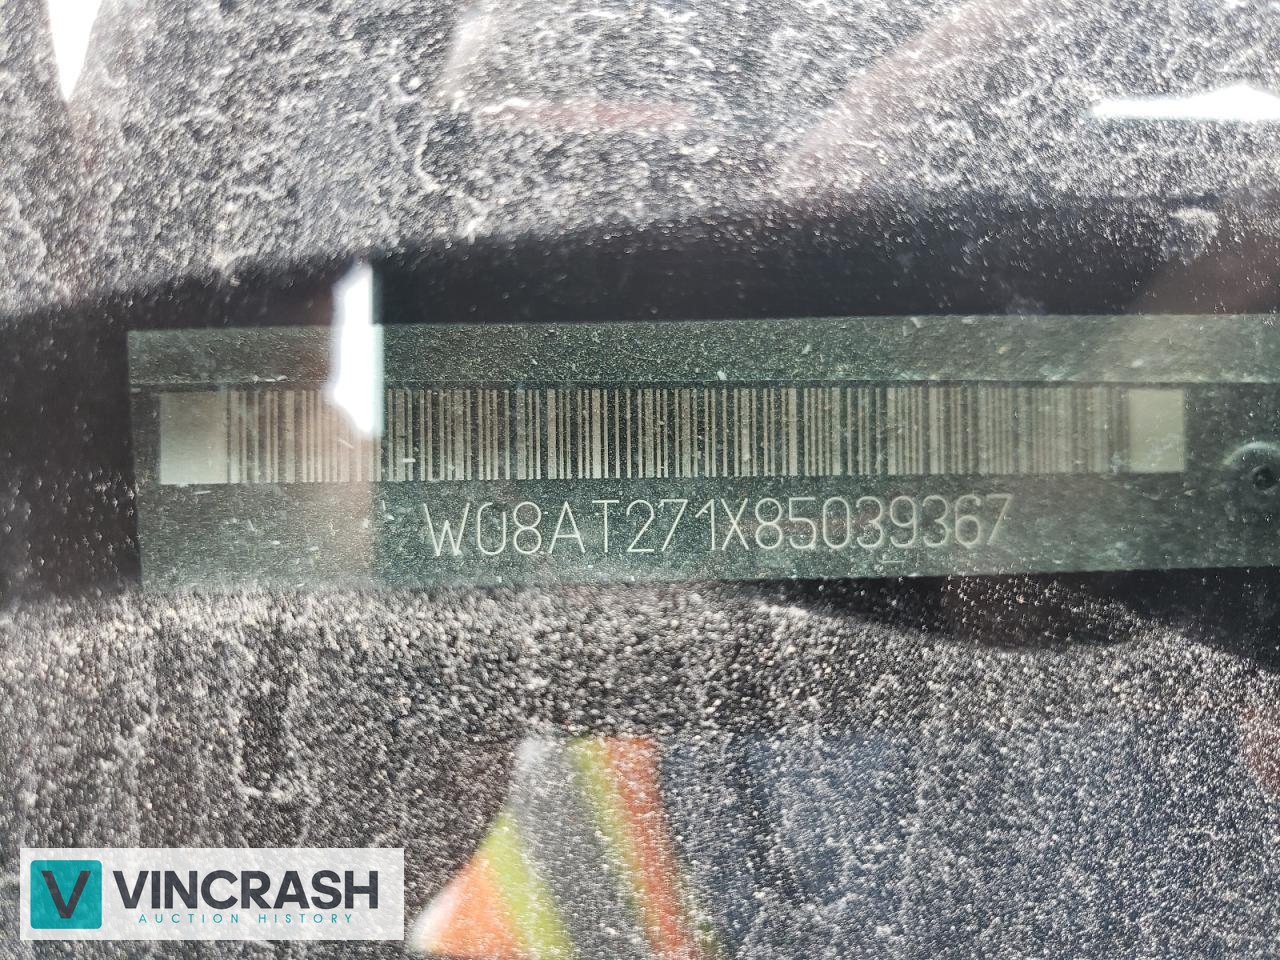 W08AT271X85039367
V VINCRASH
AUCTION HISTORY